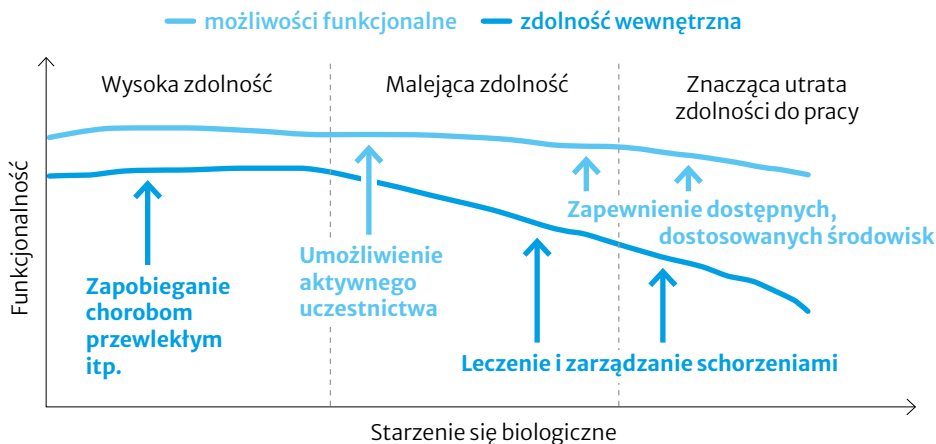 możliwości funkcjonalne
zdolność wewnętrzna
Wysoka zdolność
Malejąca zdolność
Znacząca utrata
zdolności do pracy
Funkcjonalność
Zapobieganie
chorobom
przewlekłym
itp.
Umożliwienie
aktywnego
uczestnictwa
Zapewnienie dostępnych,
dostosowanych środowisk
Leczenie i zarządzanie schorzeniami
Starzenie się biologiczne